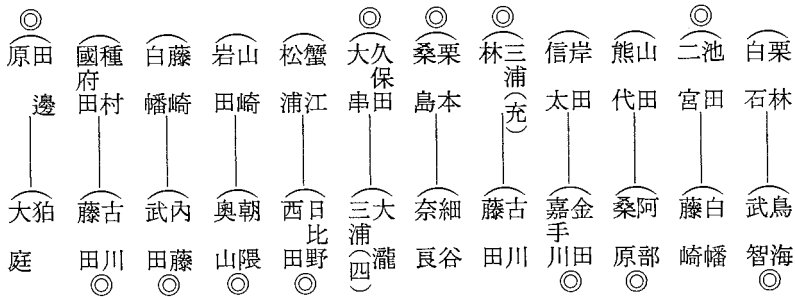 栗林
白石
鳥海
武智◎
◎池田
二宮
白幡
藤崎
山田
熊代
阿部
桑原◎
岸田
信太
金田
嘉手川◎
◎三浦(充)
林
古川
藤田
◎栗本
桑島
細谷
奈良
◎久保田
大串
大瀧
三浦(四)
蟹江
松浦
日比野
西田◎
山崎
岩田
朝隈
奥山◎
藤崎
白幡
内藤
武田◎
種村
國府田
古川
藤田◎
◎田邊
原
狛
大庭